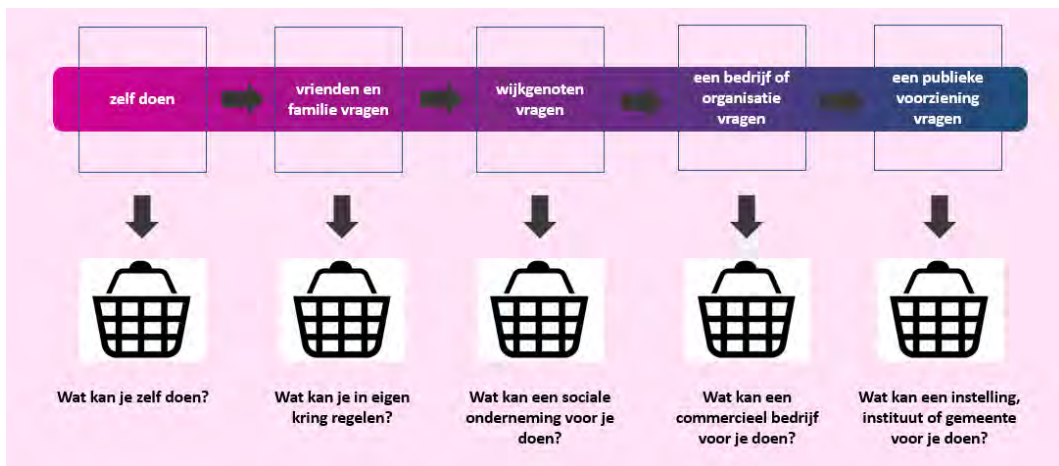 zelf doen
vrienden en
familie vragen
wijkgenoten
vragen
een bedrijf of
organisatie
vragen
een publieke
voorziening
vragen
Wat kan je zelf doen?
Wat kan je in eigen
kring regelen?
Wat kan een sociale
onderneming voor je
doen?
Wat kan een
commercieel bedrijf
voor je doen?
Wat kan een instelling,
instituut of gemeente
voor je doen?